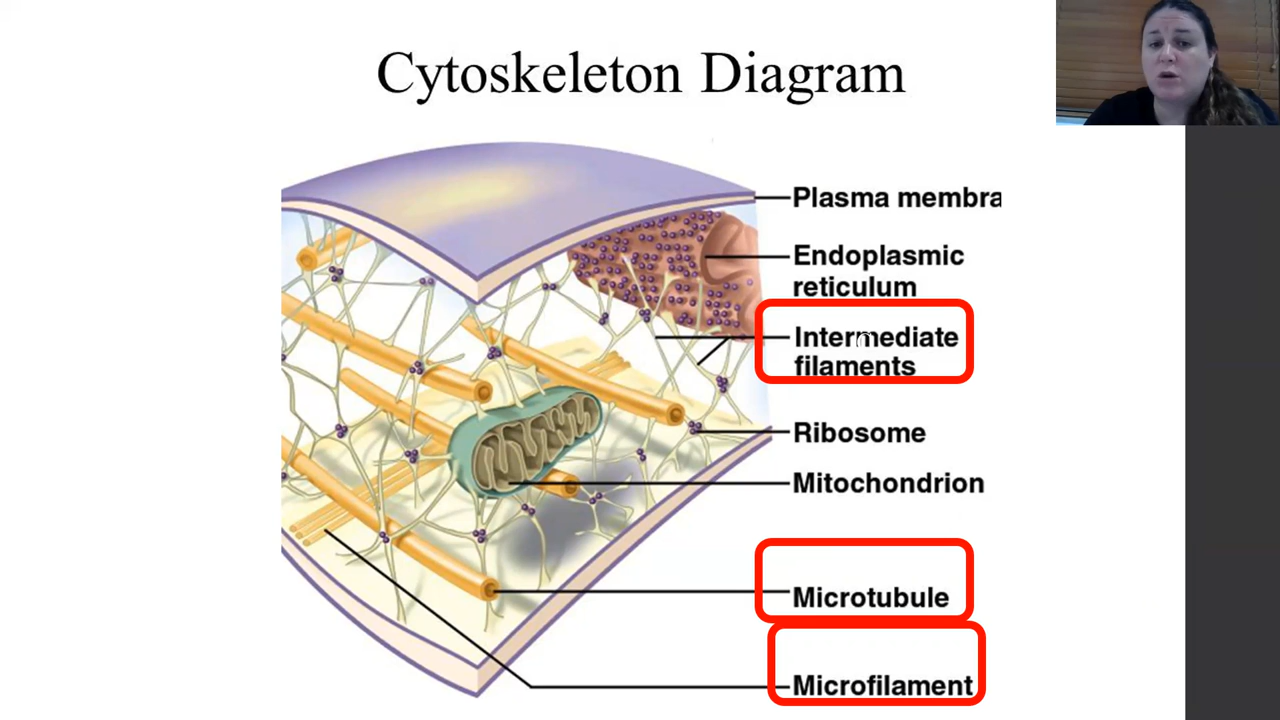 Cytoskeleton Diagram
Plasma membra
Endoplasmic
reticulum
Intermediate
filaments
Ribosome
Mitochondrion
Microtubule
Microfilament